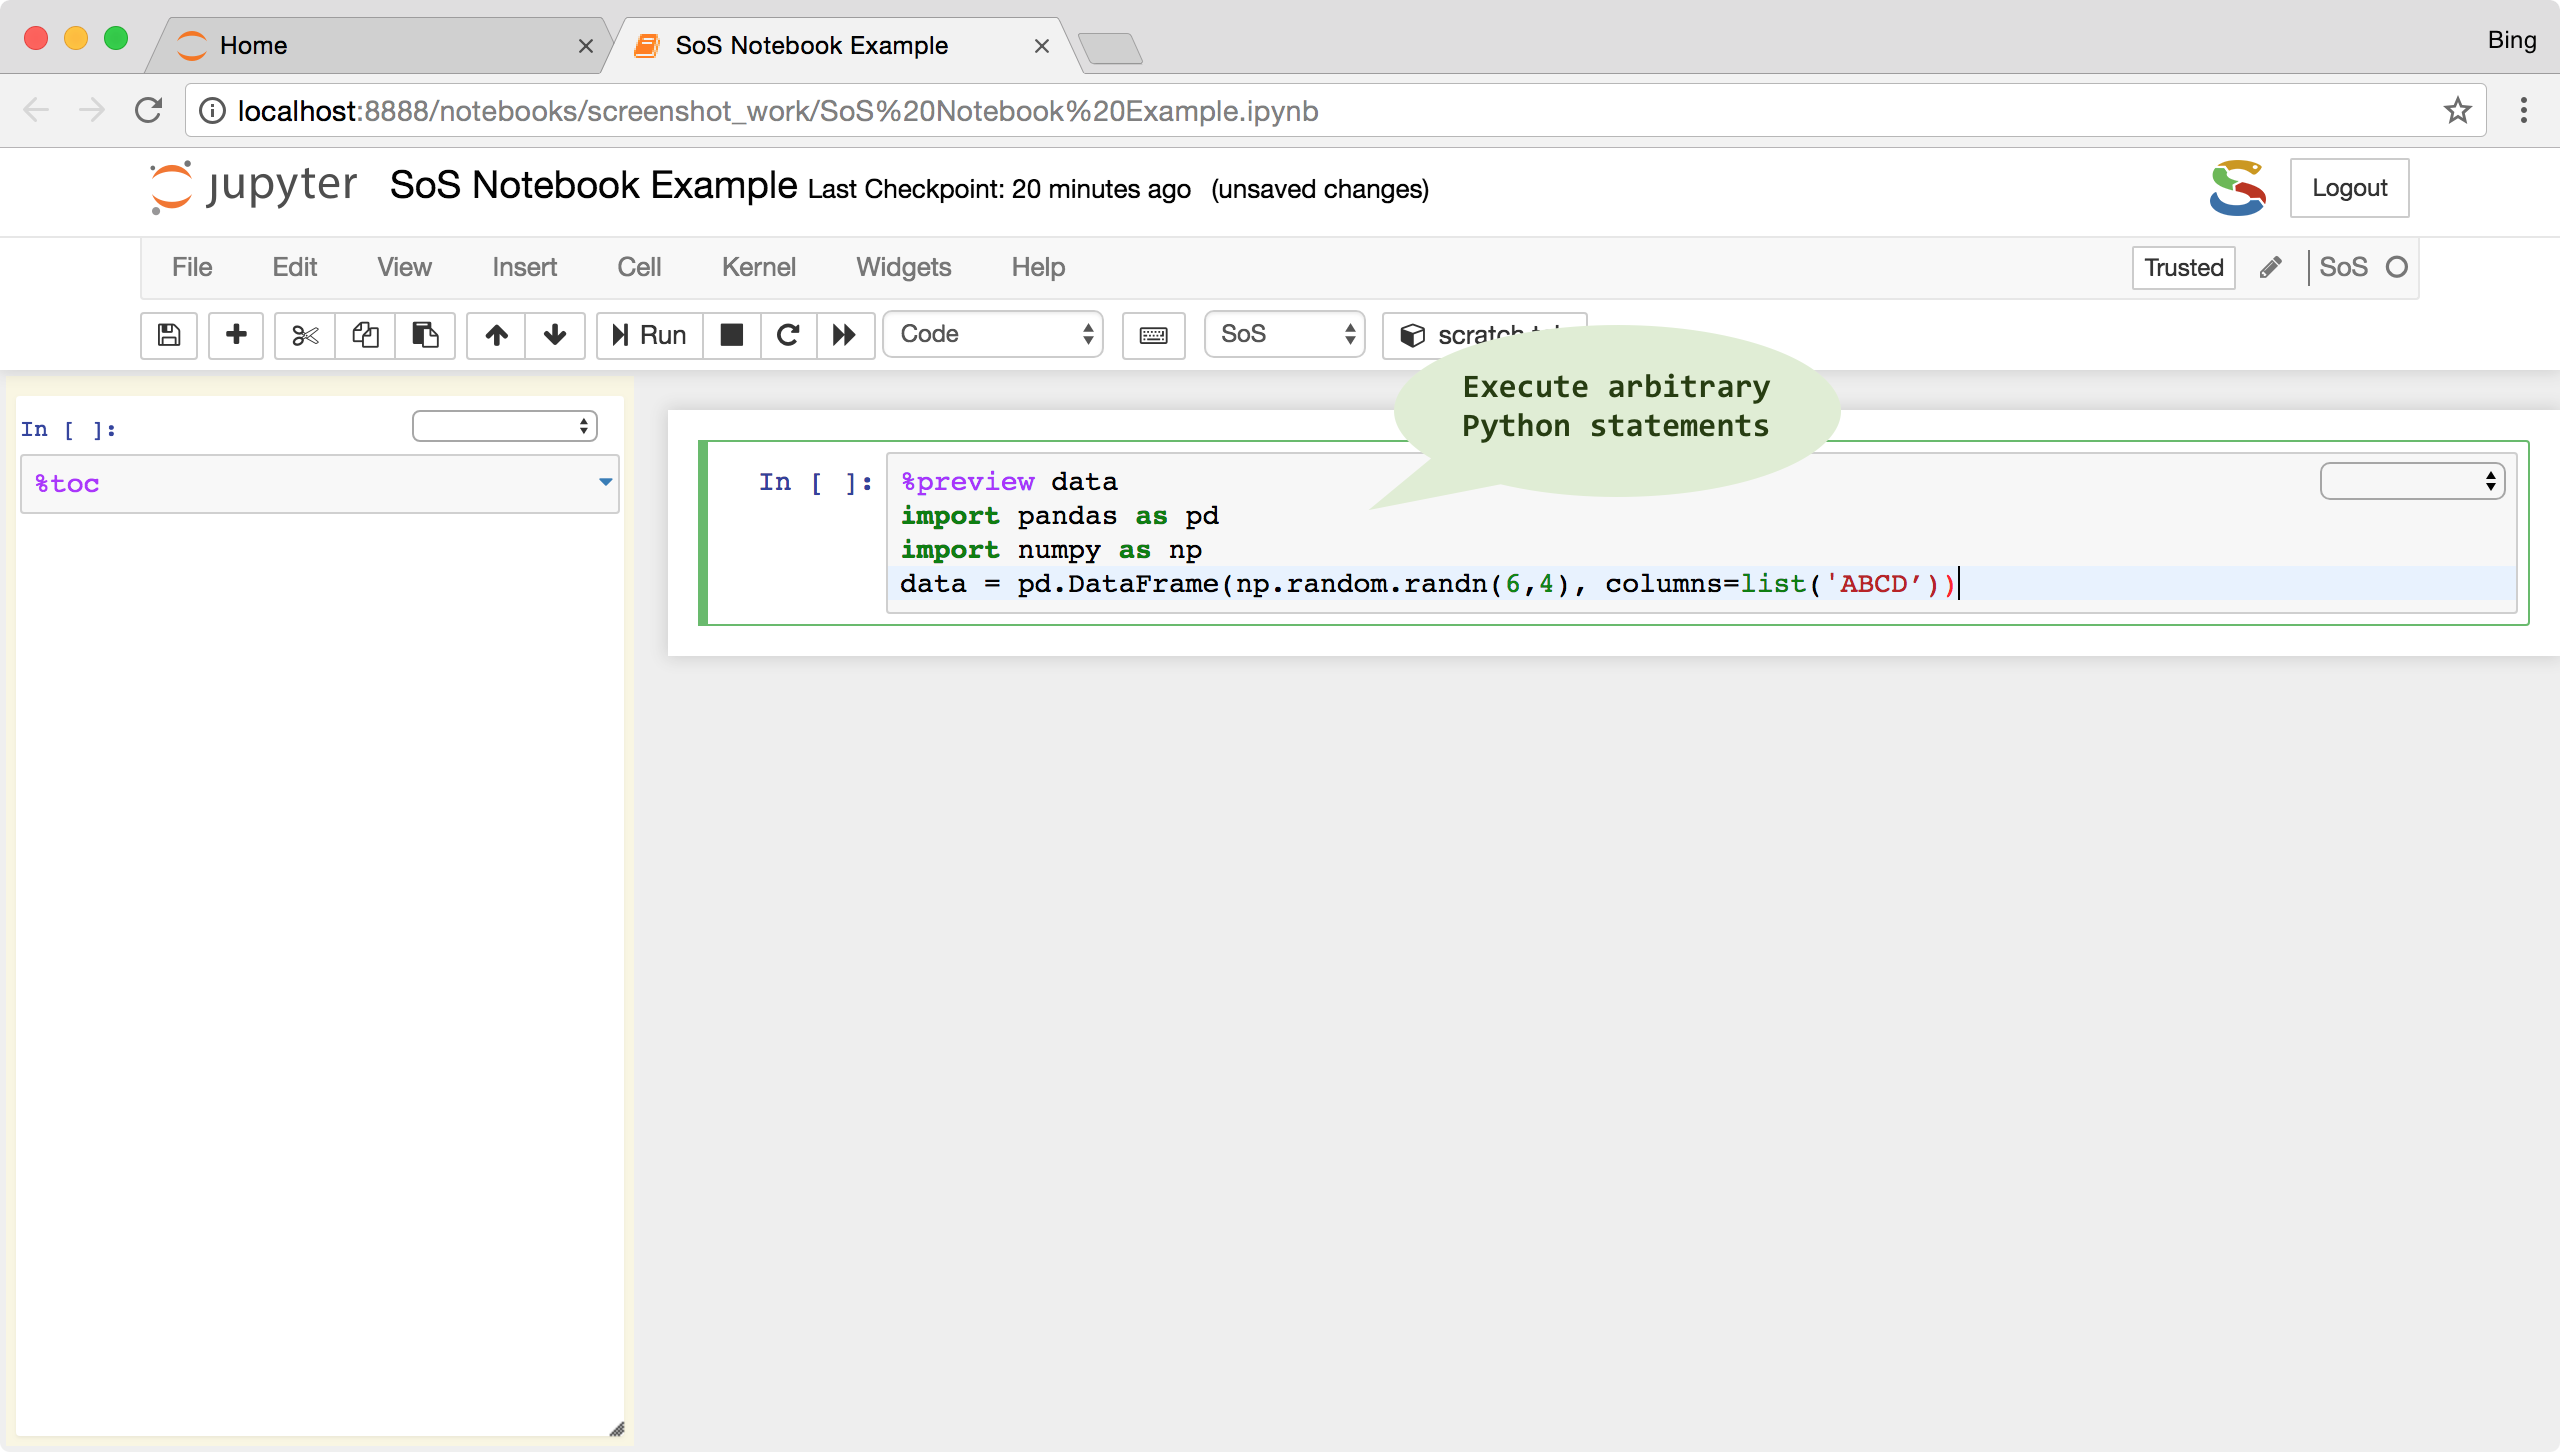 Home
SoS Notebook Example
Bing
localhost:8888/notebooks/screenshot_work/SoS%20Notebook%20Example.ipynb
jupyter SoS Notebook Example Last Checkpoint: 20 minutes ago (unsaved changes)
Logout
File Edit View Insert Cell Kernel Widgets Help
Trusted
SoS
Run
Code
SoS
Execute arbitrary
Python statements
In [ ]:
%toc
In [ ]:
%preview data
import pandas as pd
import numpy as np
data = pd.DataFrame(np.random.randn(6,4), columns=list('ABCD’))